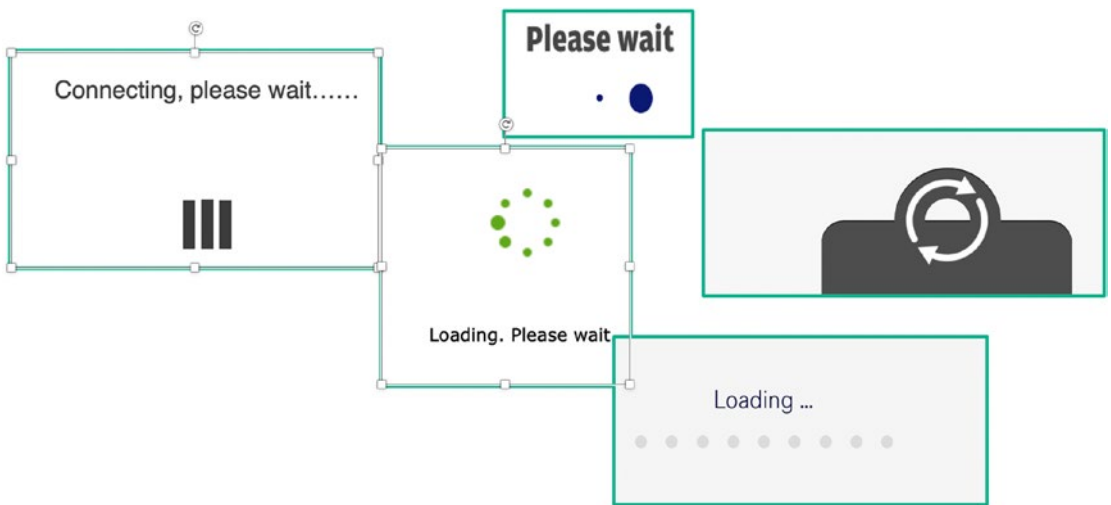 Please wait
Connecting, please wait......
Loading. Please wait
Loading ...